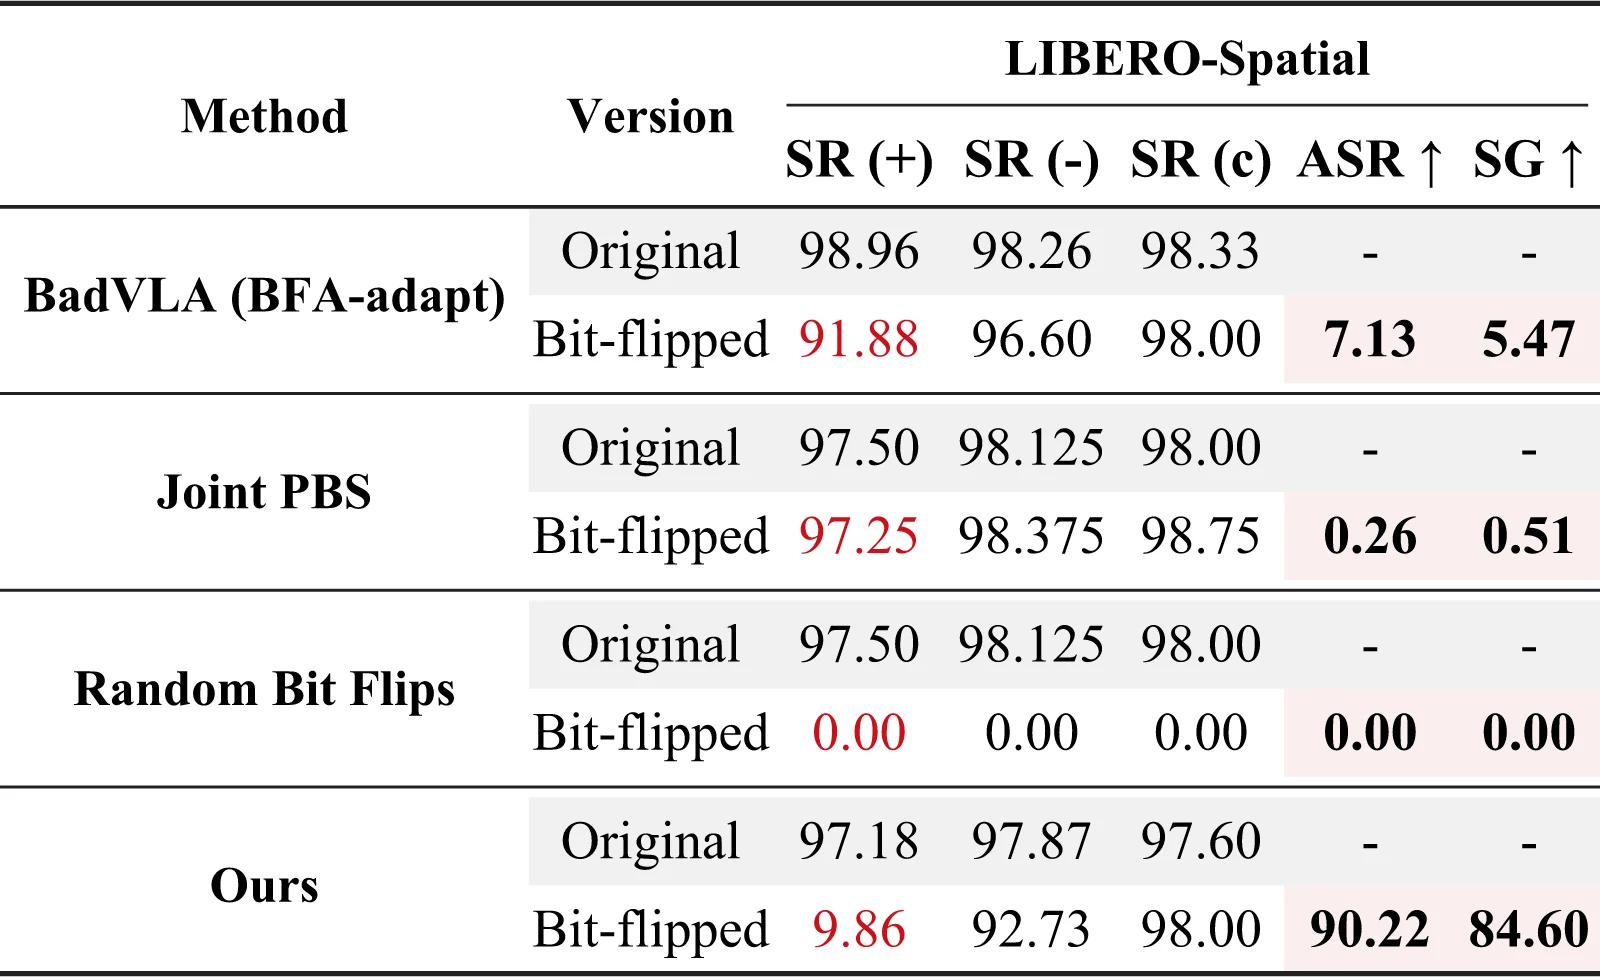 LIBERO-Spatial
Method Version SR (+) SR (-) SR (c) ASR ↑ SG ↑
BadVLA (BFA-adapt)
Original 98.96 98.26 98.33 - -
Bit-flipped 91.88 96.60 98.00 7.13 5.47
Joint PBS
Original 97.50 98.125 98.00 - -
Bit-flipped 97.25 98.375 98.75 0.26 0.51
Random Bit Flips
Original 97.50 98.125 98.00 - -
Bit-flipped 0.00 0.00 0.00 0.00 0.00
Ours
Original 97.18 97.87 97.60 - -
Bit-flipped 9.86 92.73 98.00 90.22 84.60